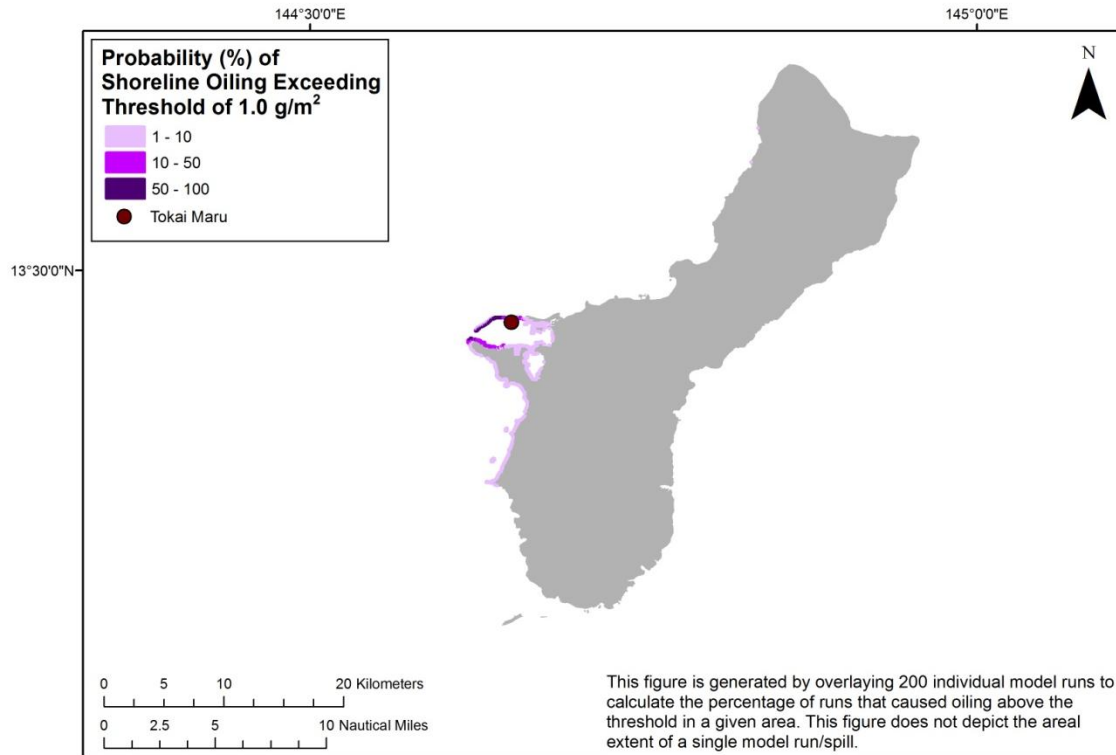 144°30'0"E
145°0'0"E
Probability (%) of
Shoreline Oiling Exceeding
Threshold of 1.0 g/m²
1 - 10
10 - 50
50 - 100
Tokai Maru
N
13°30'0"N
0 5 10 20 Kilometers
0 2.5 5 10 Nautical Miles
This figure is generated by overlaying 200 individual model runs to
calculate the percentage of runs that caused oiling above the
threshold in a given area. This figure does not depict the areal
extent of a single model run/spill.